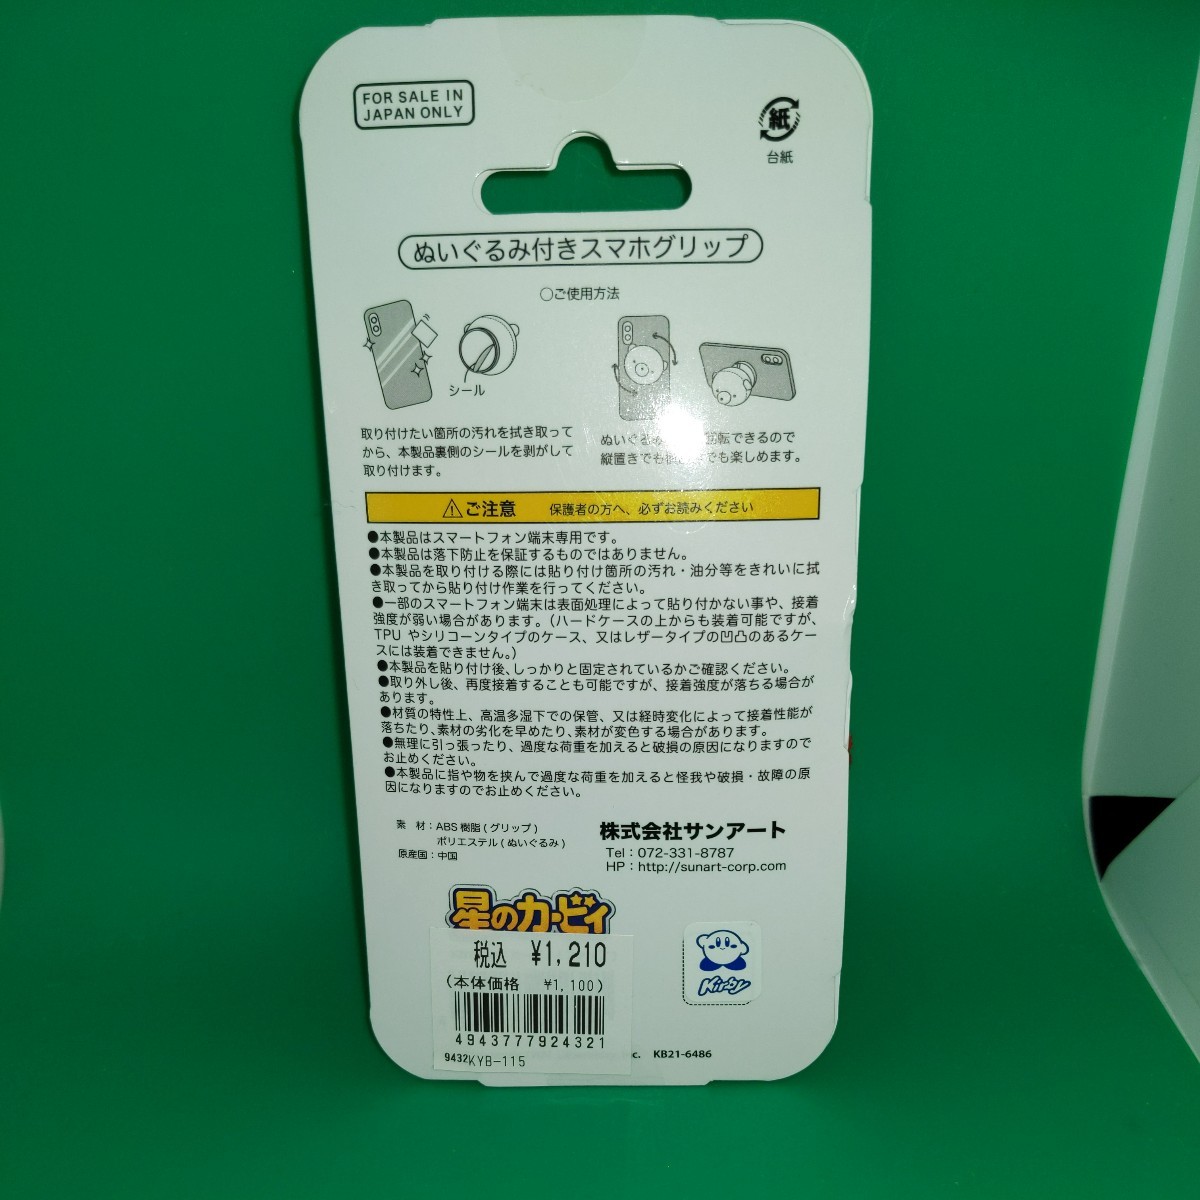 FOR SALE IN
JAPAN ONLY
紙
台紙
ぬいぐるみ付きスマホグリップ
○ご使用方法
シール
取り付けたい箇所の汚れを拭き取って
から、本製品裏側のシールを剥がして
取り付けます。
ぬいぐるみ 回転できるので
縦置きでも でも楽しめます。
⚠ご注意 保護者の方へ、必ずお読みください
●本製品はスマートフォン端末専用です。
●本製品は落下防止を保証するものではありません。
●本製品を取り付ける際には貼り付け箇所の汚れ・油分等をきれいに拭
き取ってから貼り付け作業を行ってください。
●一部のスマートフォン端末は表面処理によって貼り付かない事や、接着
強度が弱い場合があります。(ハードケースの上からも装着可能ですが、
TPU やシリコーンタイプのケース、又はレザータイプの凹凸のあるケー
スには装着できません。)
●本製品を貼り付け後、しっかりと固定されているかご確認ください。
●取り外し後、再度接着することも可能ですが、接着強度が落ちる場合が
あります。
●材質の特性上、高温多湿下での保管、又は経時変化によって接着性能が
落ちたり、素材の劣化を早めたり、素材が変色する場合があります。
●無理に引っ張ったり、過度な荷重を加えると破損の原因になりますので
お止めください。
●本製品に指や物を挟んで過度な荷重を加えると怪我や破損・故障の原
因になりますのでお止めください。
素 材：ABS 樹脂(グリップ)
ポリエステル(ぬいぐるみ)
原産国：中国
株式会社サンアート
Tel：072-331-8787
HP：http://sunart-corp.com
星のカービィ
税込 ¥1,210
(本体価格 ¥1,100)
4943777924321
9432KYB-115
Kirby
c. KB21-6486